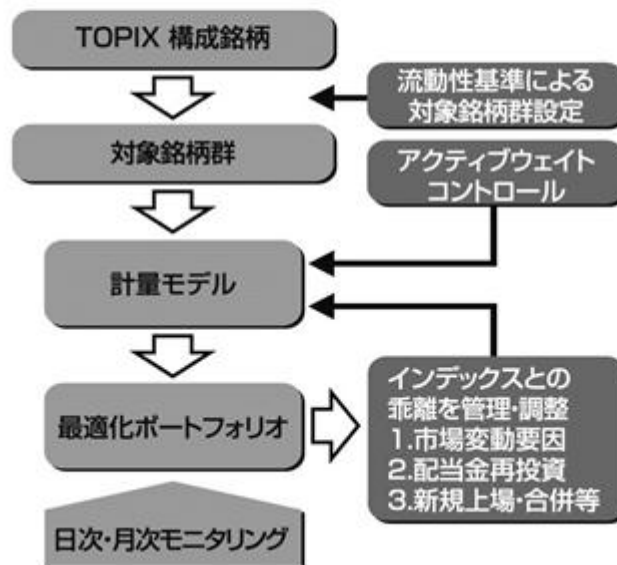 TOPIX 構成銘柄
流動性基準による
対象銘柄群設定
対象銘柄群
アクティブウェイト
コントロール
計量モデル
最適化ポートフォリオ
インデックスとの
乖離を管理・調整
1.市場変動要因
2.配当金再投資
3.新規上場・合併等
日次・月次モニタリング